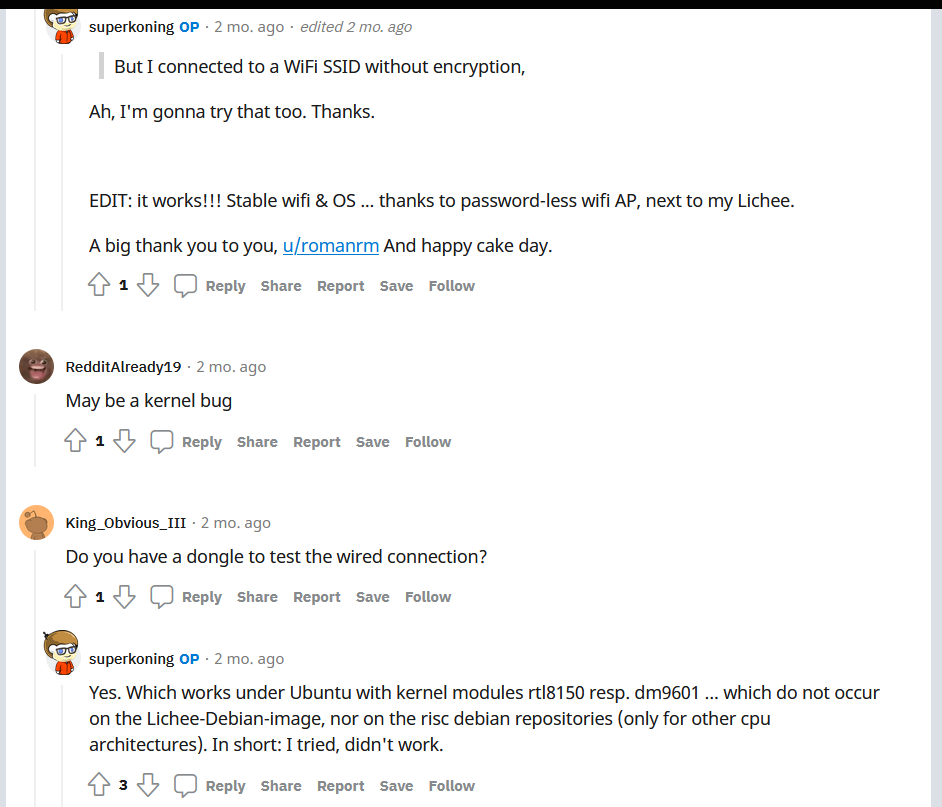 superkoning OP · 2 mo. ago · edited 2 mo. ago
But I connected to a WiFi SSID without encryption,
Ah, I'm gonna try that too. Thanks.
EDIT: it works!!! Stable wifi & OS ... thanks to password-less wifi AP, next to my Lichee.
A big thank you to you, u/romanrm And happy cake day.
1 Reply Share Report Save Follow
RedditAlready19 · 2 mo. ago
May be a kernel bug
1 Reply Share Report Save Follow
King_Obvious_III · 2 mo. ago
Do you have a dongle to test the wired connection?
1 Reply Share Report Save Follow
superkoning OP · 2 mo. ago
Yes. Which works under Ubuntu with kernel modules rtl8150 resp. dm9601 ... which do not occur
on the Lichee-Debian-image, nor on the risc debian repositories (only for other cpu
architectures). In short: I tried, didn't work.
3 Reply Share Report Save Follow